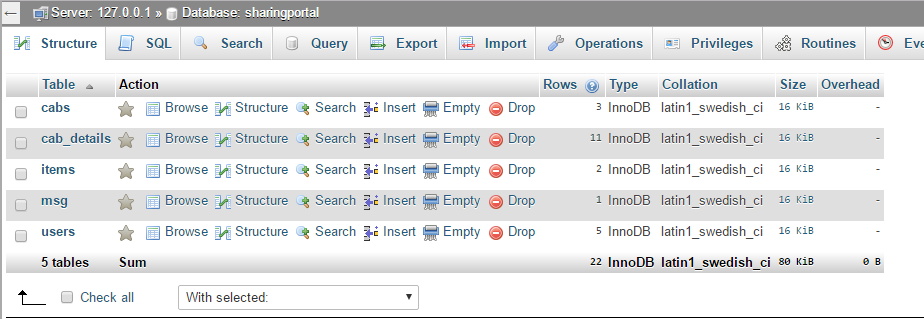 Server: 127.0.0.1 » Database: sharingportal
Structure SQL Search Query Export Import Operations Privileges Routines Eve
Table Action Rows Type Collation Size Overhead
cabs Browse Structure Search Insert Empty Drop 3 InnoDB latin1_swedish_ci 16 KiB -
cab_details Browse Structure Search Insert Empty Drop 11 InnoDB latin1_swedish_ci 16 KiB -
items Browse Structure Search Insert Empty Drop 2 InnoDB latin1_swedish_ci 16 KiB -
msg Browse Structure Search Insert Empty Drop 1 InnoDB latin1_swedish_ci 16 KiB -
users Browse Structure Search Insert Empty Drop 5 InnoDB latin1_swedish_ci 16 KiB -
5 tables Sum 22 InnoDB latin1_swedish_ci 80 KiB 0 B
Check all With selected: